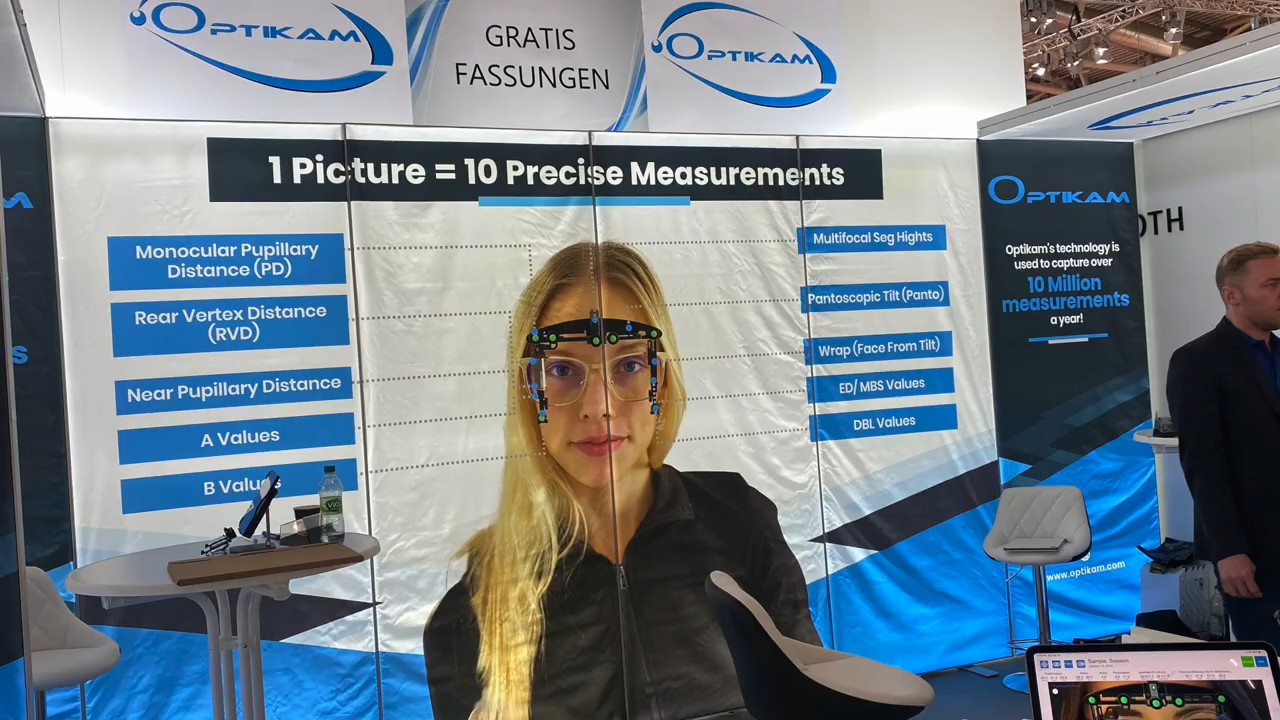 OPTIKAM
GRATIS
FASSUNGEN
OPTIKAM
1 Picture = 10 Precise Measurements
Monocular Pupillary
Distance (PD)
Rear Vertex Distance
(RVD)
Near Pupillary Distance
A Values
B Values
Multifocal Seg Hights
Pantoscopic Tilt (Panto)
Wrap (Face From Tilt)
ED/ MBS Values
DBL Values
OPTIKAM
Optikam's technology is
used to capture over
10 Million
measurements
a year!
www.optikam.com
OTH
Sample, Session